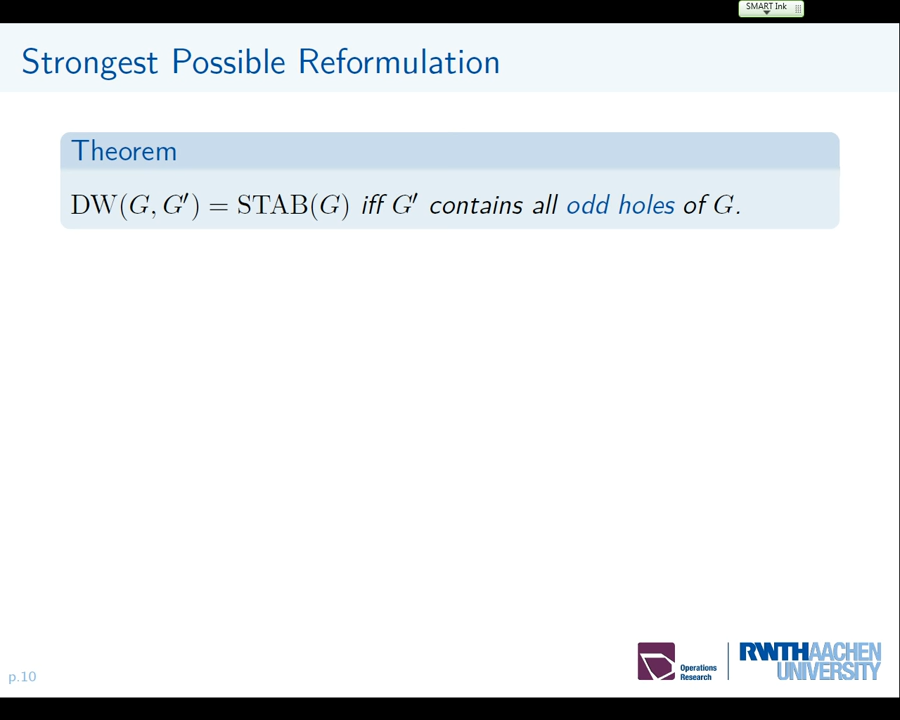 SMART Ink
Strongest Possible Reformulation
Theorem
DW(G, G′) = STAB(G) iff G′ contains all odd holes of G.
p.10
Operations
Research
RWTHAACHEN
UNIVERSITY